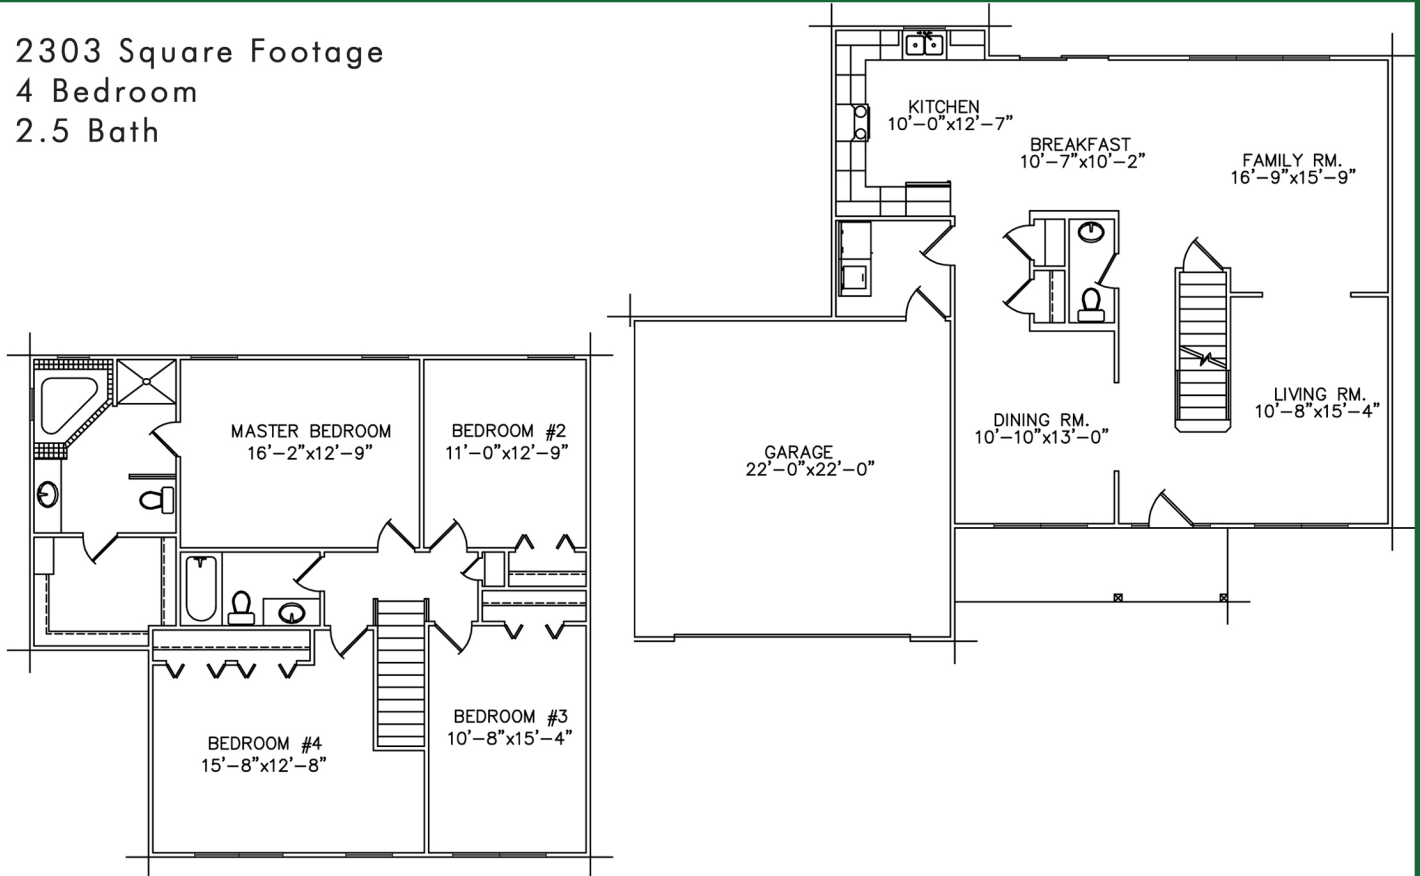 2303 Square Footage
4 Bedroom
2.5 Bath
KITCHEN
10'-0"x12'-7"
BREAKFAST
10'-7"x10'-2"
FAMILY RM.
16'-9"x15'-9"
LIVING RM.
10'-8"x15'-4"
DINING RM.
10'-10"x13'-0"
GARAGE
22'-0"x22'-0"
MASTER BEDROOM
16'-2"x12'-9"
BEDROOM #2
11'-0"x12'-9"
BEDROOM #3
10'-8"x15'-4"
BEDROOM #4
15'-8"x12'-8"